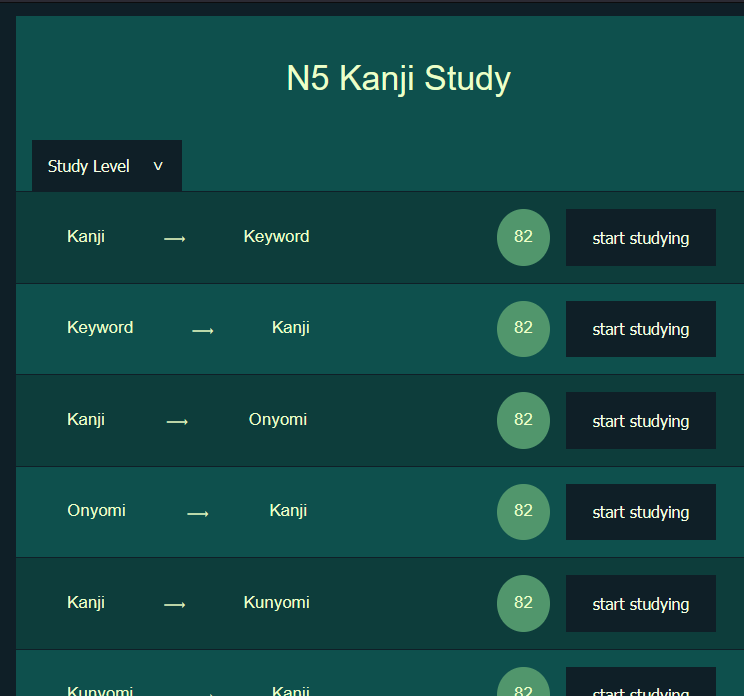 N5 Kanji Study
Study Level v
Kanji → Keyword 82 start studying
Keyword → Kanji 82 start studying
Kanji → Onyomi 82 start studying
Onyomi → Kanji 82 start studying
Kanji → Kunyomi 82 start studying
Kunyomi → Kanji 82 start studying